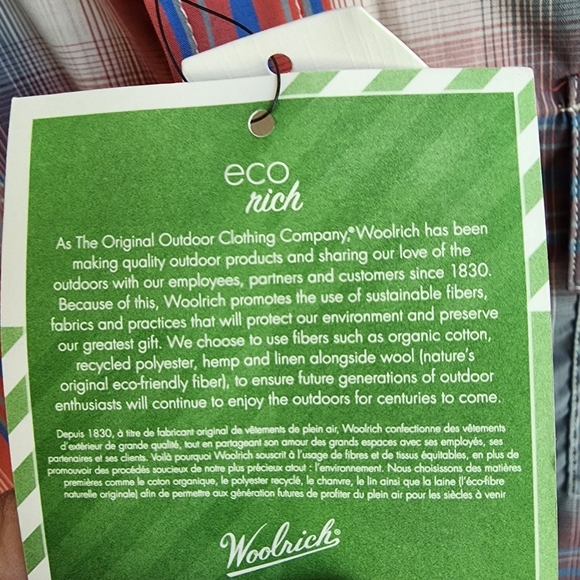 eco
rich
As The Original Outdoor Clothing Company,® Woolrich has been
making quality outdoor products and sharing our love of the
outdoors with our employees, partners and customers since 1830.
Because of this, Woolrich promotes the use of sustainable fibers,
fabrics and practices that will protect our environment and preserve
our greatest gift. We choose to use fibers such as organic cotton,
recycled polyester, hemp and linen alongside wool (nature's
original eco-friendly fiber), to ensure future generations of outdoor
enthusiasts will continue to enjoy the outdoors for centuries to come.
Depuis 1830, à titre de fabricant original de vêtements de plein air, Woolrich confectionne des vêtements
d'extérieur de grande qualité, tout en partageant son amour des grands espaces avec ses employés, ses
partenaires et ses clients. Voilà pourquoi Woolrich souscrit à l'usage de fibres et de tissus équitables, en plus de
promouvoir des procédés soucieux de notre plus précieux atout : l'environnement. Nous choisissons des matières
premières comme le coton organique, le polyester recyclé, le chanvre, le lin ainsi que la laine (l'écofibre
naturelle originale) afin de permettre aux génération futures de profiter du plein air pour les siècles à venir
Woolrich®